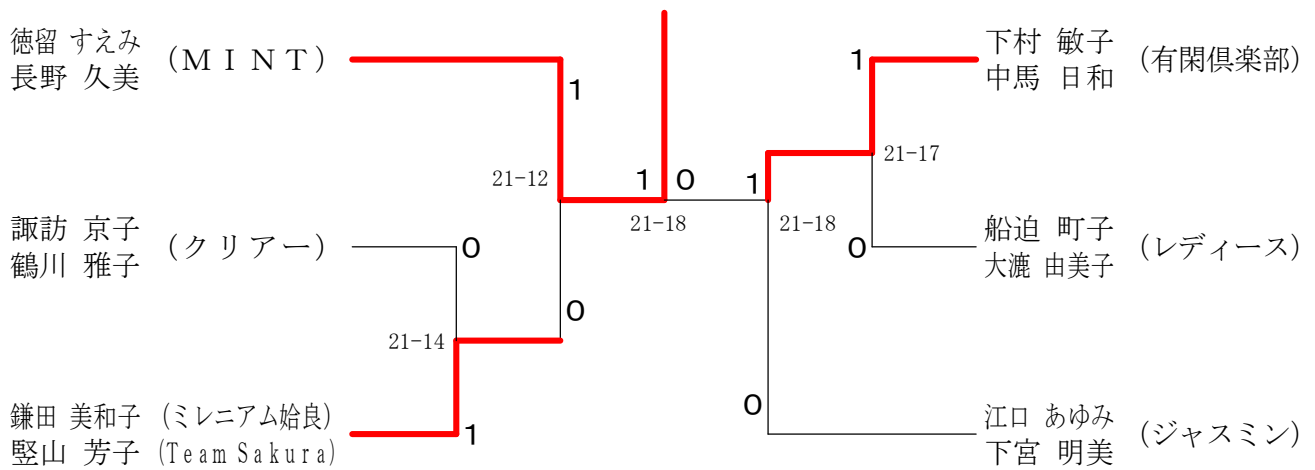 徳留 すえみ
長野 久美
(ＭＩＮＴ)
1
21-12
諏訪 京子
鶴川 雅子
(クリアー)
0
0
21-14
鎌田 美和子 (ミレニアム姶良)
竪山 芳子 (Team Sakura)
1
1 0
21-18
下村 敏子
中馬 日和
(有閑倶楽部)
1
21-17
1
21-18
船迫 町子
大漉 由美子
(レディース)
0
0
江口 あゆみ
下宮 明美
(ジャスミン)